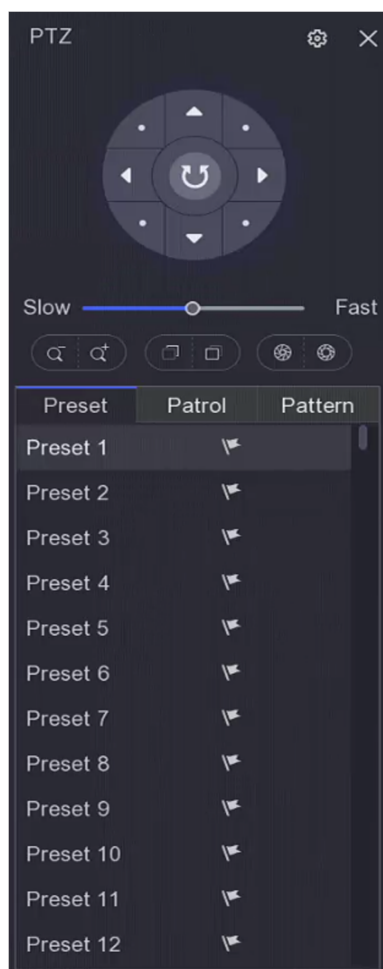 PTZ
Slow Fast
Preset Patrol Pattern
Preset 1
Preset 2
Preset 3
Preset 4
Preset 5
Preset 6
Preset 7
Preset 8
Preset 9
Preset 10
Preset 11
Preset 12